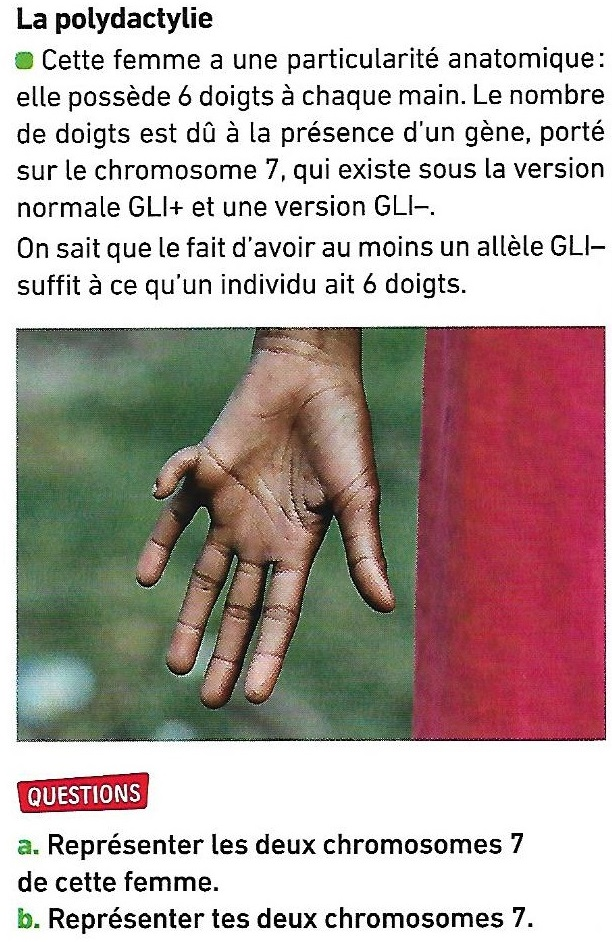 La polydactylie
Cette femme a une particularité anatomique :
elle possède 6 doigts à chaque main. Le nombre
de doigts est dû à la présence d'un gène, porté
sur le chromosome 7, qui existe sous la version
normale GLI+ et une version GLI–.
On sait que le fait d'avoir au moins un allèle GLI–
suffit à ce qu'un individu ait 6 doigts.
QUESTIONS
a. Représenter les deux chromosomes 7
de cette femme.
b. Représenter tes deux chromosomes 7.